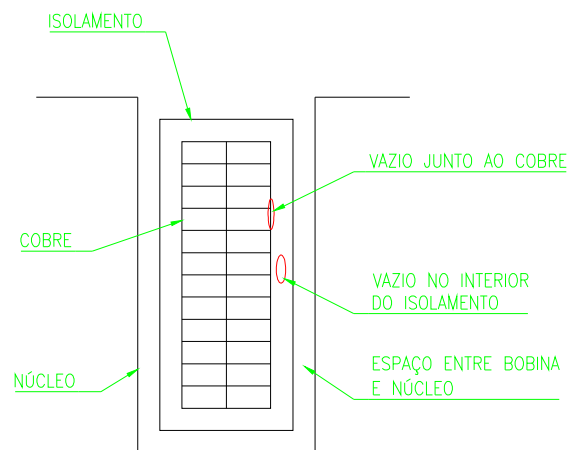 ISOLAMENTO
VAZIO JUNTO AO COBRE
COBRE
VAZIO NO INTERIOR
DO ISOLAMENTO
NÚCLEO
ESPAÇO ENTRE BOBINA
E NÚCLEO